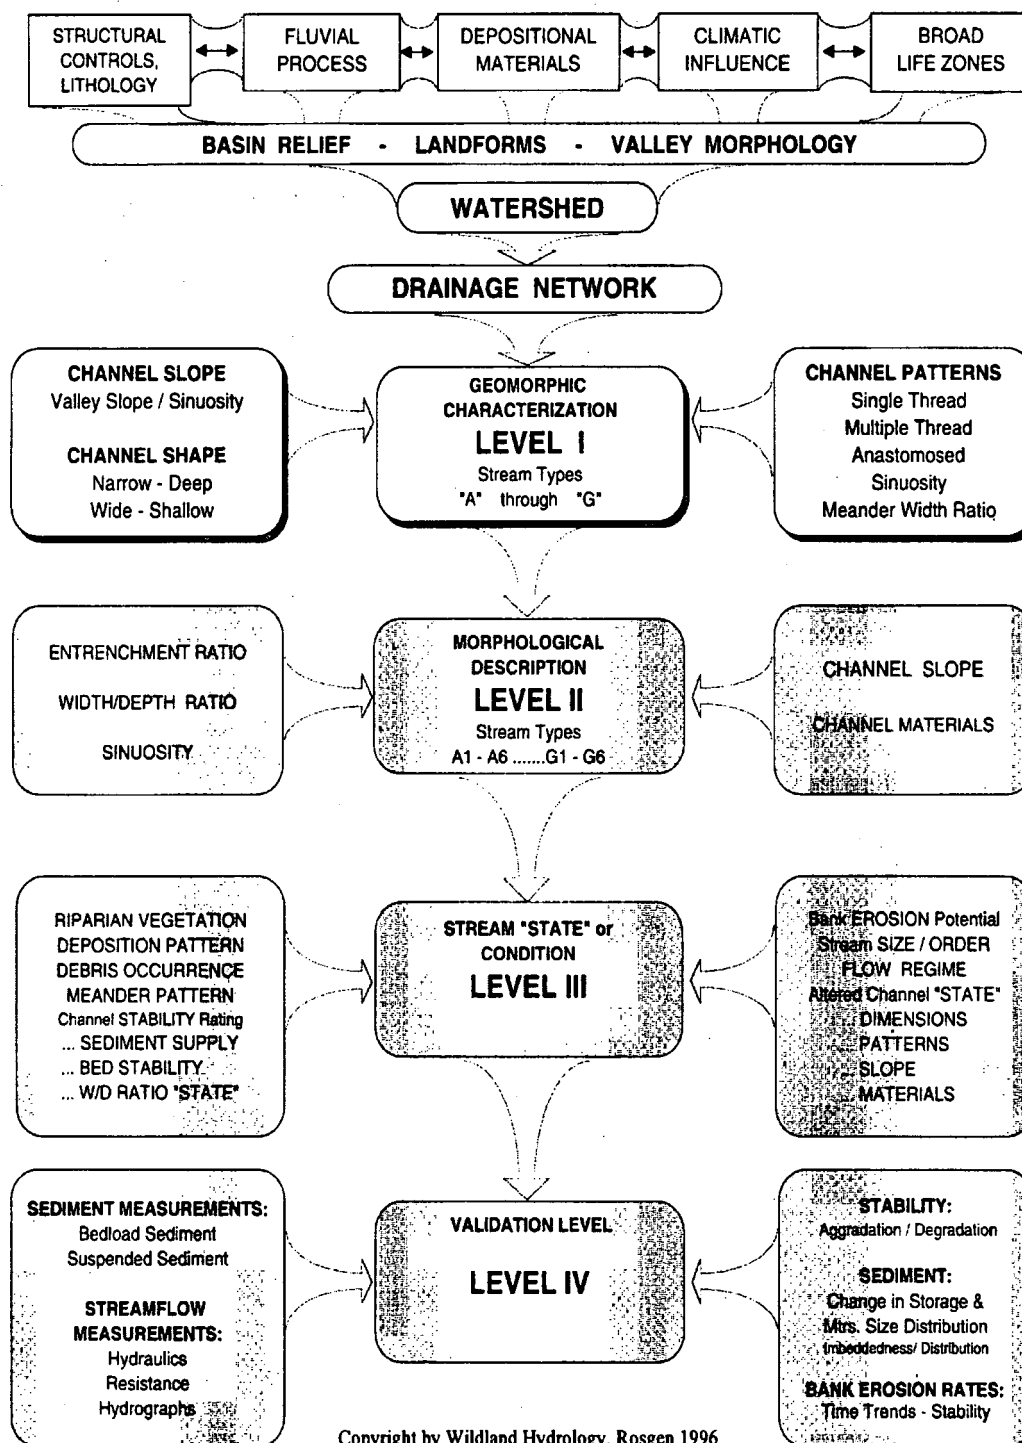 STRUCTURAL
CONTROLS,
LITHOLOGY
FLUVIAL
PROCESS
DEPOSITIONAL
MATERIALS
CLIMATIC
INFLUENCE
BROAD
LIFE ZONES
BASIN RELIEF - LANDFORMS - VALLEY MORPHOLOGY
WATERSHED
DRAINAGE NETWORK
CHANNEL SLOPE
Valley Slope / Sinuosity
CHANNEL SHAPE
Narrow - Deep
Wide - Shallow
GEOMORPHIC
CHARACTERIZATION
LEVEL I
Stream Types
"A" through "G"
CHANNEL PATTERNS
Single Thread
Multiple Thread
Anastomosed
Sinuosity
Meander Width Ratio
ENTRENCHMENT RATIO
WIDTH/DEPTH RATIO
SINUOSITY
MORPHOLOGICAL
DESCRIPTION
LEVEL II
Stream Types
A1 - A6 .......G1 - G6
CHANNEL SLOPE
CHANNEL MATERIALS
RIPARIAN VEGETATION
DEPOSITION PATTERN
DEBRIS OCCURRENCE
MEANDER PATTERN
Channel STABILITY Rating
... SEDIMENT SUPPLY
... BED STABILITY
... W/D RATIO "STATE"
STREAM "STATE" or
CONDITION
LEVEL III
Bank EROSION Potential
Stream SIZE / ORDER
FLOW REGIME
Altered Channel "STATE"
... DIMENSIONS
... PATTERNS
... SLOPE
... MATERIALS
SEDIMENT MEASUREMENTS:
Bedload Sediment
Suspended Sediment
STREAMFLOW
MEASUREMENTS:
Hydraulics
Resistance
Hydrographs
VALIDATION LEVEL
LEVEL IV
STABILITY:
Aggradation / Degradation
SEDIMENT:
Change in Storage &
Mtrs. Size Distribution
Imbeddedness/ Distribution
BANK EROSION RATES:
Time Trends - Stability
Copyright by Wildland Hydrology, Rosgen 1996